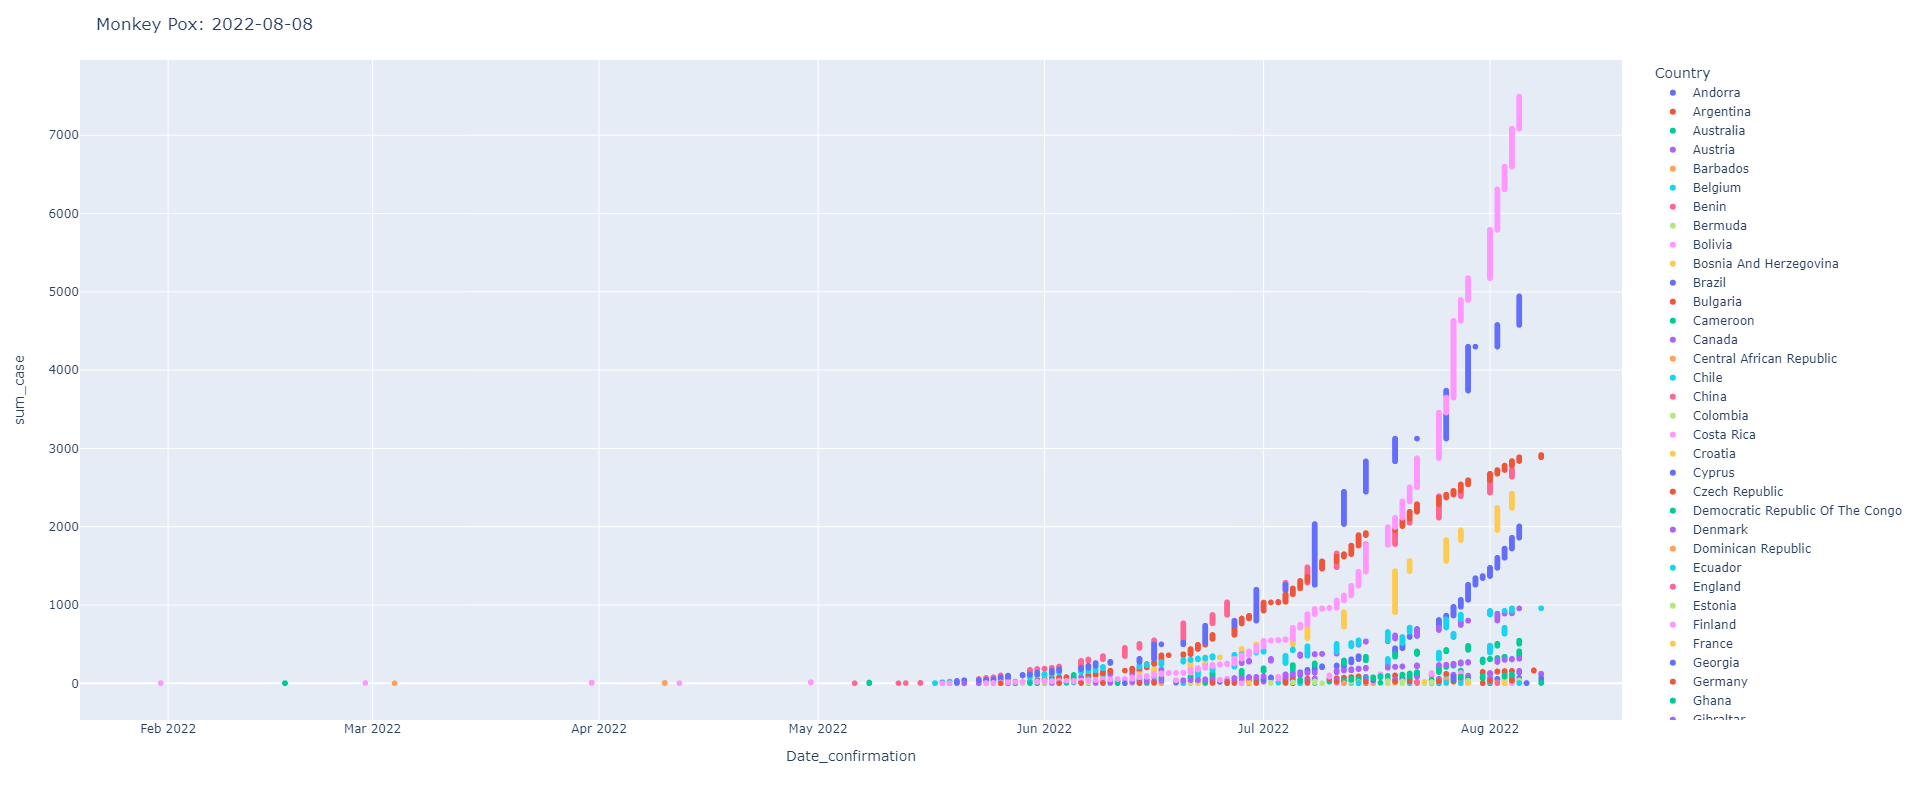 Monkey Pox: 2022-08-08
Country
Andorra
Argentina
Australia
Austria
Barbados
Belgium
Benin
Bermuda
Bolivia
Bosnia And Herzegovina
Brazil
Bulgaria
Cameroon
Canada
Central African Republic
Chile
China
Colombia
Costa Rica
Croatia
Cyprus
Czech Republic
Democratic Republic Of The Congo
Denmark
Dominican Republic
Ecuador
England
Estonia
Finland
France
Georgia
Germany
Ghana
Gibraltar
7000
6000
5000
4000
3000
2000
1000
0
sum_case
Feb 2022
Mar 2022
Apr 2022
May 2022
Jun 2022
Jul 2022
Aug 2022
Date_confirmation